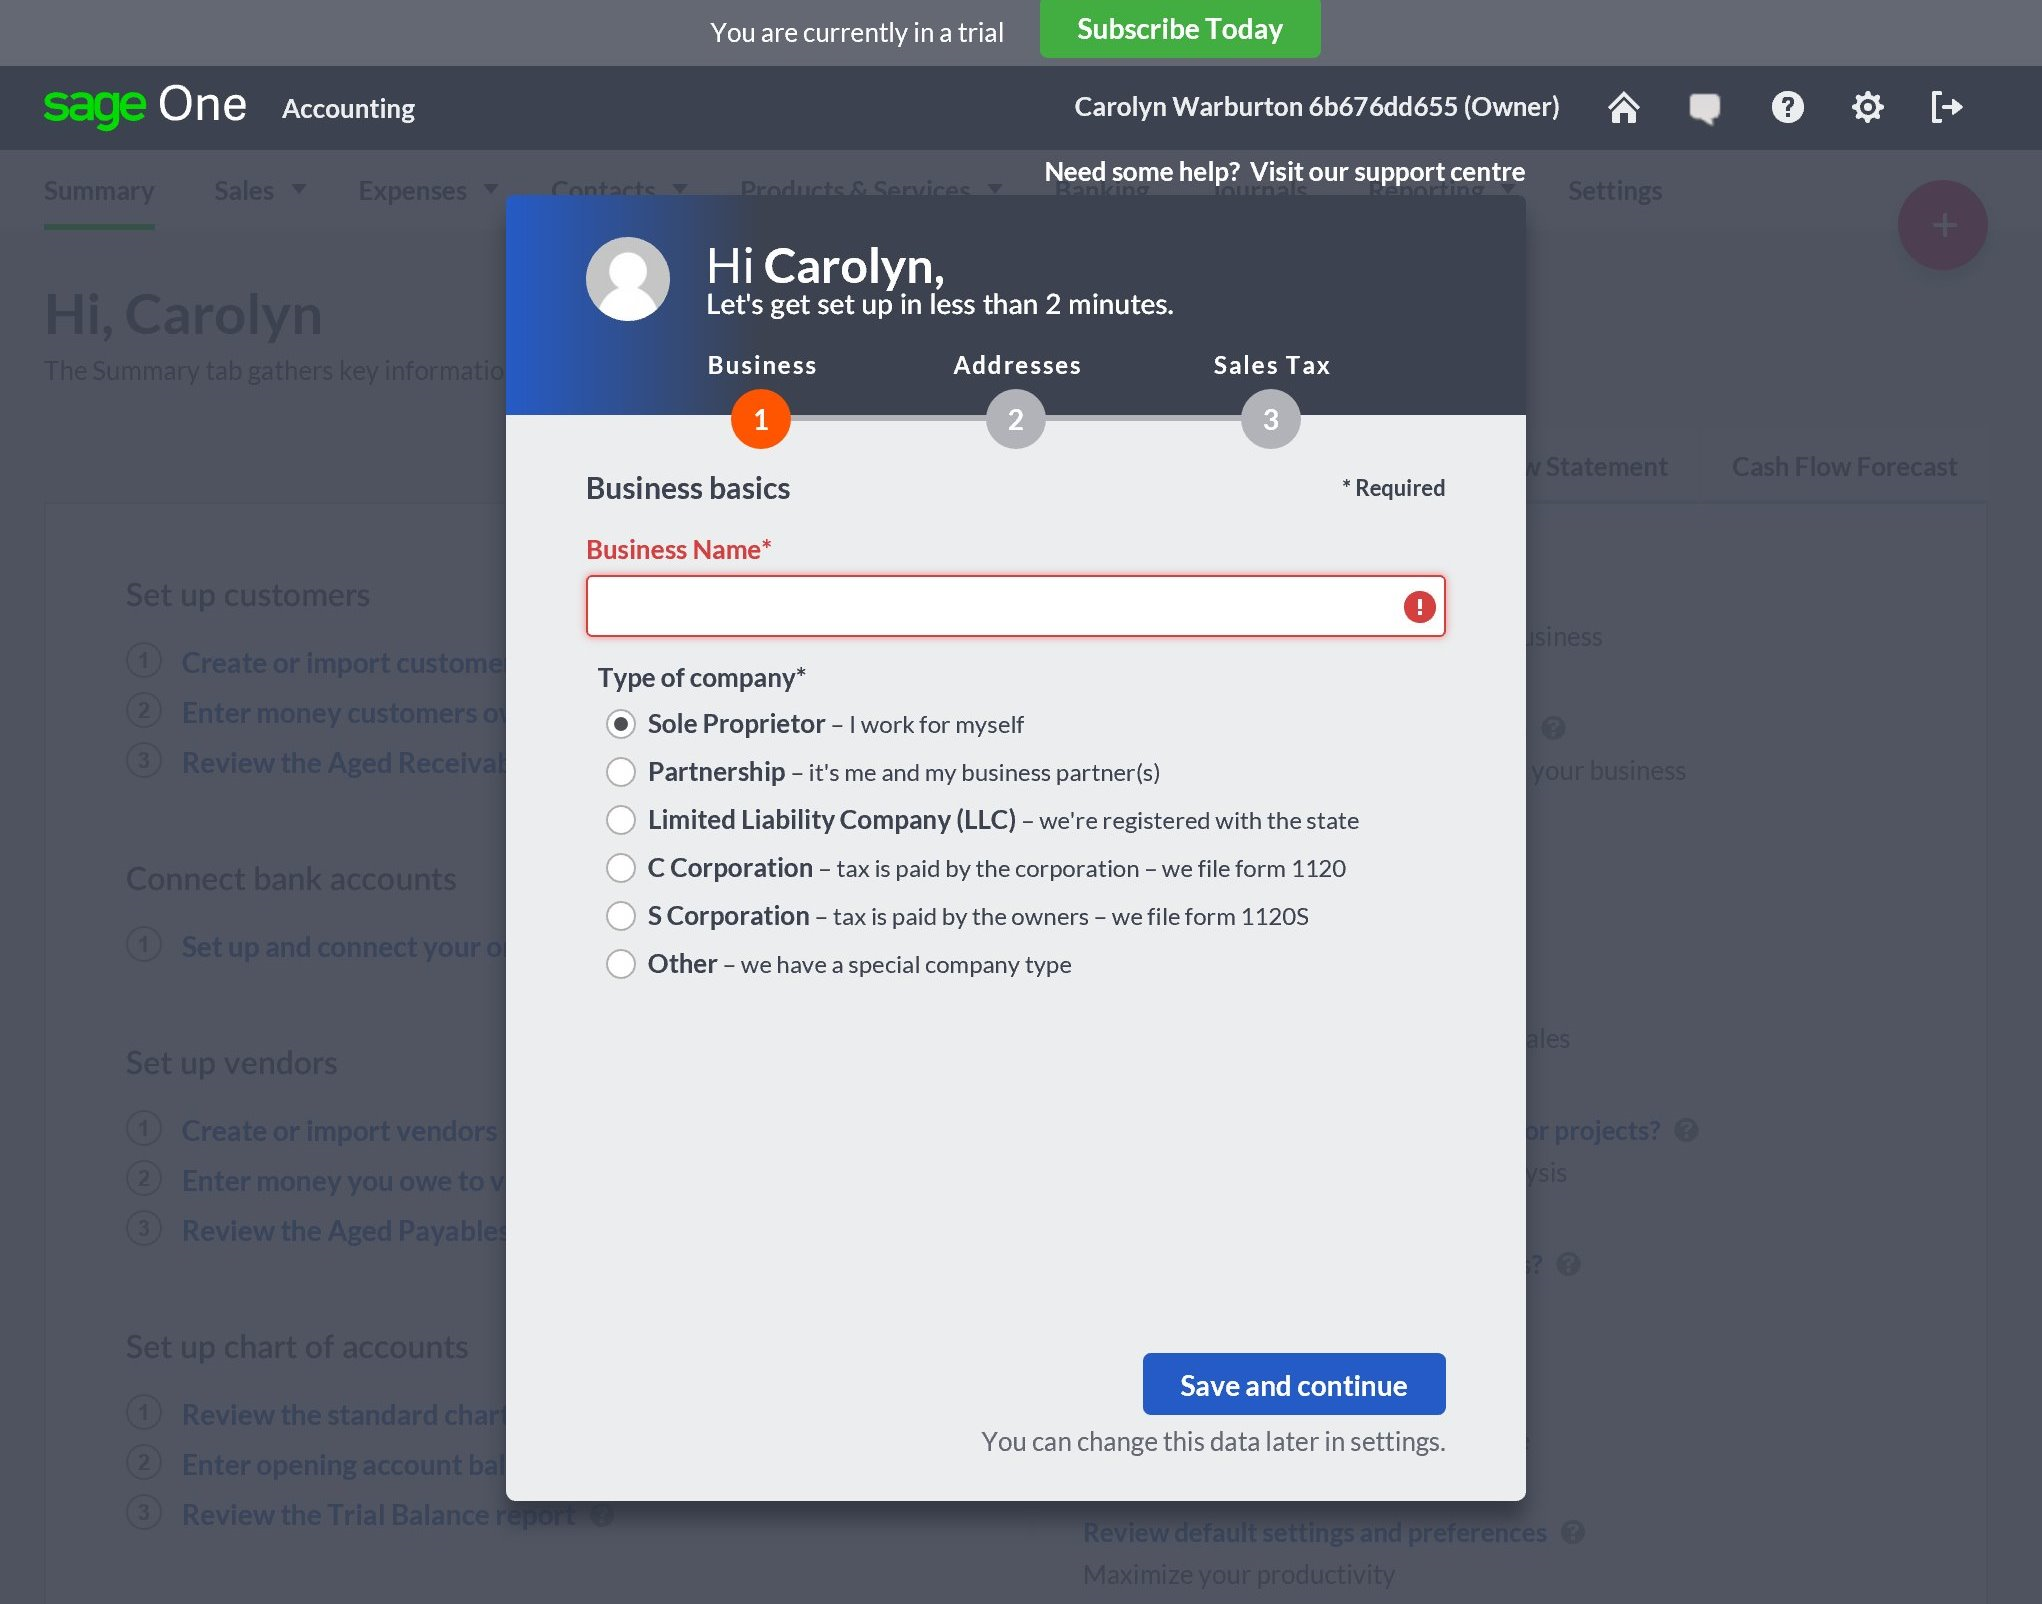 You are currently in a trial
Subscribe Today
sage One Accounting
Carolyn Warburton 6b676dd655 (Owner)
Need some help? Visit our support centre
Summary Sales Expenses Contacts Products & Services Banking Journals Reporting Settings
Hi, Carolyn
The Summary tab gathers key informatio
Hi Carolyn,
Let's get set up in less than 2 minutes.
Business Addresses Sales Tax
1 2 3
Statement Cash Flow Forecast
Business basics
* Required
Business Name*
Type of company*
Sole Proprietor – I work for myself
Partnership – it's me and my business partner(s)
Limited Liability Company (LLC) – we're registered with the state
C Corporation – tax is paid by the corporation – we file form 1120
S Corporation – tax is paid by the owners – we file form 1120S
Other – we have a special company type
Save and continue
You can change this data later in settings.
Set up customers
1 Create or import custome
2 Enter money customers
3 Review the Aged Receivab
Connect bank accounts
1 Set up and connect your
Set up vendors
1 Create or import vendors
2 Enter money you owe to
3 Review the Aged Payables
Set up chart of accounts
1 Review the standard chart
2 Enter opening account bal
3 Review the Trial Balance report
usiness
your business
ales
or projects?
ysis
s?
Review default settings and preferences
Maximize your productivity